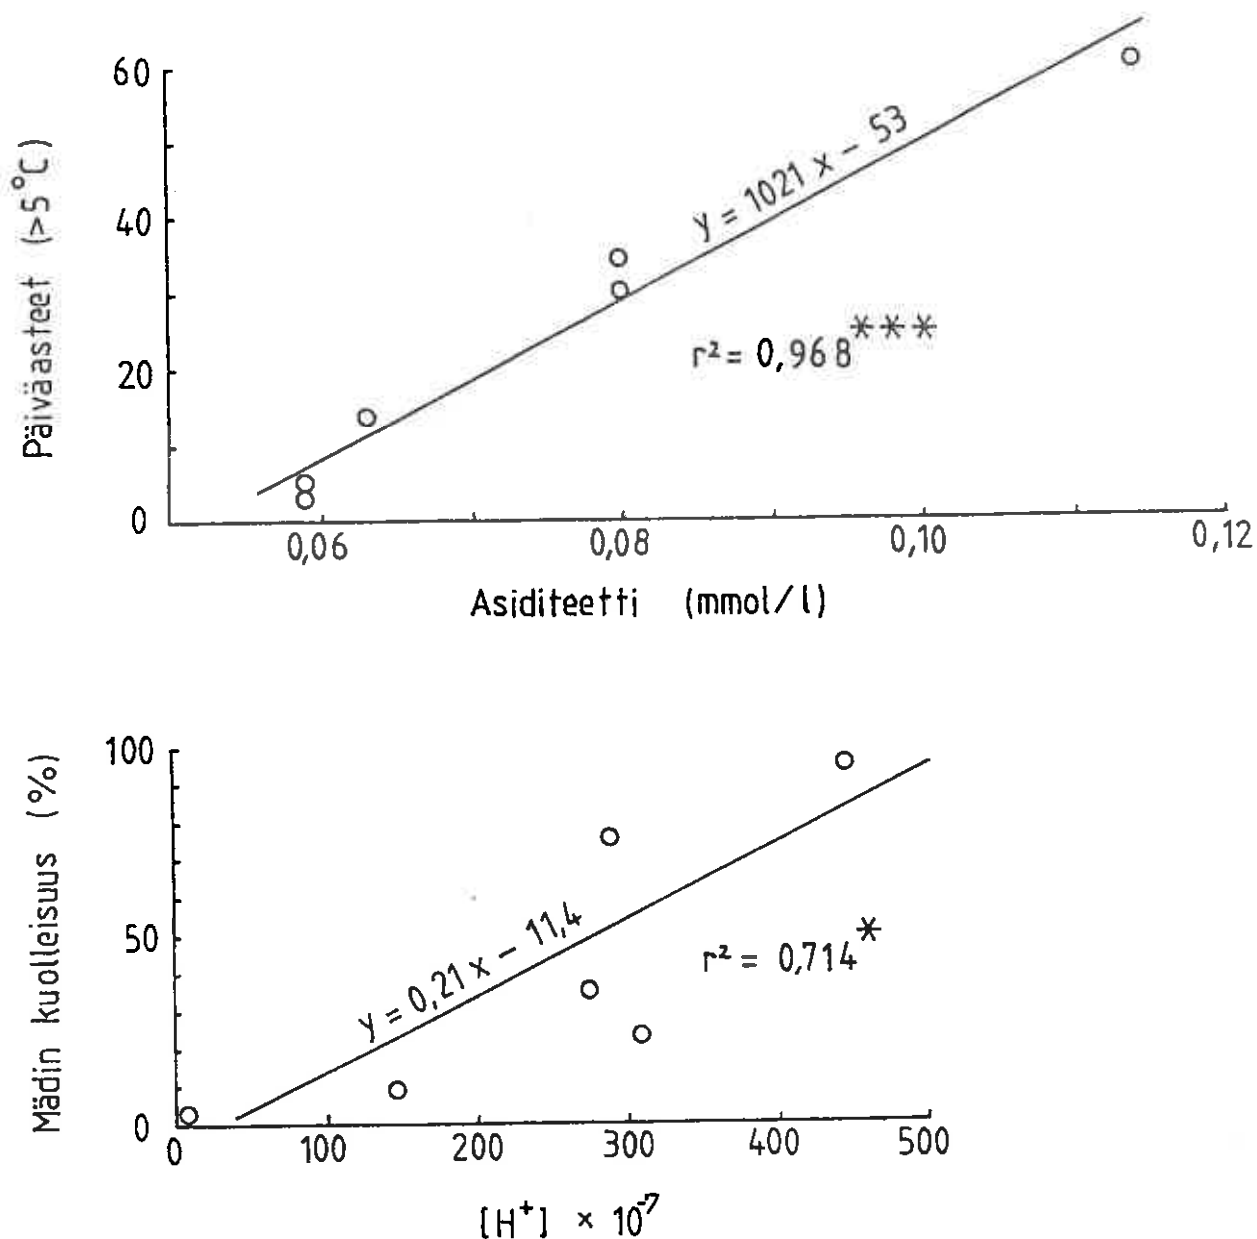 60
40
20
0
Päiväasteet (>5°C)
y = 1021 x - 53
r² = 0,968***
0,06 0,08 0,10 0,12
Asiditeetti (mmol/l)
100
50
0
Mädin kuolleisuus (%)
y = 0,21 x - 11,4
r² = 0,714*
0 100 200 300 400 500
[H⁺] × 10⁻⁷